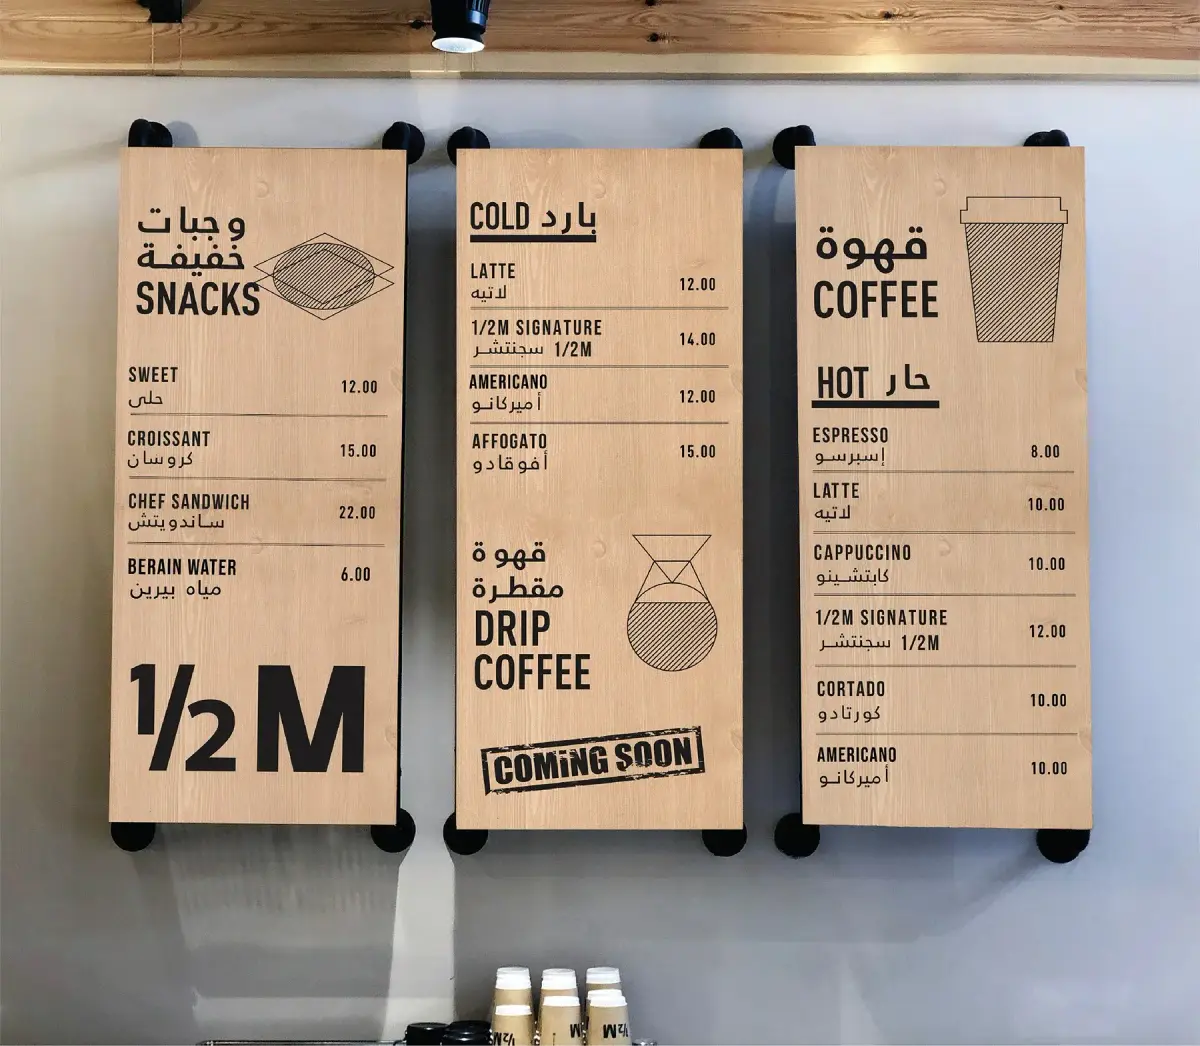 وجبات
خفيفة
SNACKS
SWEET
حلى
12.00
CROISSANT
كروسان
15.00
CHEF SANDWICH
ساندويتش
22.00
BERAIN WATER
مياه بيرين
6.00
½ M
COLD بارد
LATTE
لاتيه
12.00
1/2M SIGNATURE
سجنتشر 1/2M
14.00
AMERICANO
أميركانو
12.00
AFFOGATO
أفوقادو
15.00
قهوة
مقطرة
DRIP
COFFEE
COMING SOON
قهوة
COFFEE
HOT حار
ESPRESSO
إسبرسو
8.00
LATTE
لاتيه
10.00
CAPPUCCINO
كابتشينو
10.00
1/2M SIGNATURE
سجنتشر 1/2M
12.00
CORTADO
كورتادو
10.00
AMERICANO
أميركانو
10.00
½M
M
½M